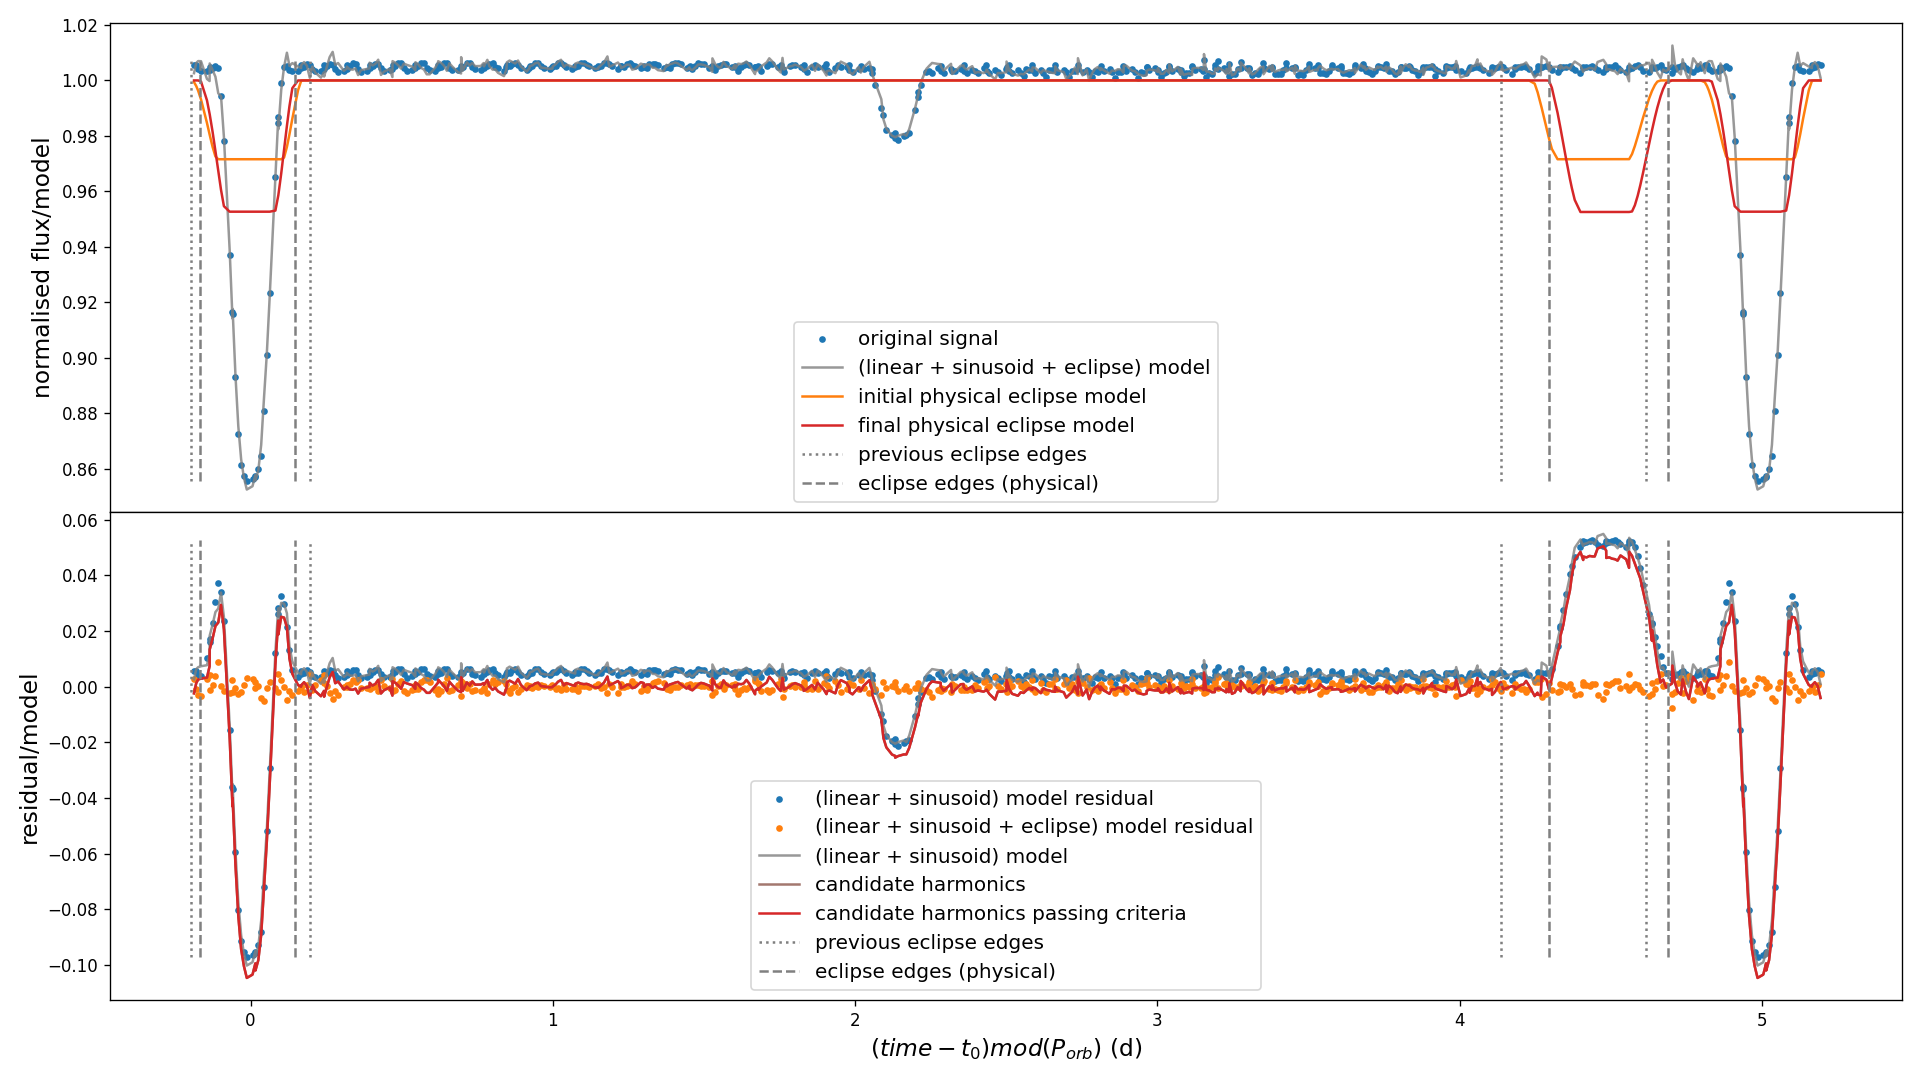 1.02
1.00
0.98
0.96
0.94
0.92
0.90
0.88
0.86
normalised flux/model
original signal
(linear + sinusoid + eclipse) model
initial physical eclipse model
final physical eclipse model
previous eclipse edges
eclipse edges (physical)
0.06
0.04
0.02
0.00
−0.02
−0.04
−0.06
−0.08
−0.10
residual/model
(linear + sinusoid) model residual
(linear + sinusoid + eclipse) model residual
(linear + sinusoid) model
candidate harmonics
candidate harmonics passing criteria
previous eclipse edges
eclipse edges (physical)
0 1 2 3 4 5
(time − t₀)mod(P_orb) (d)